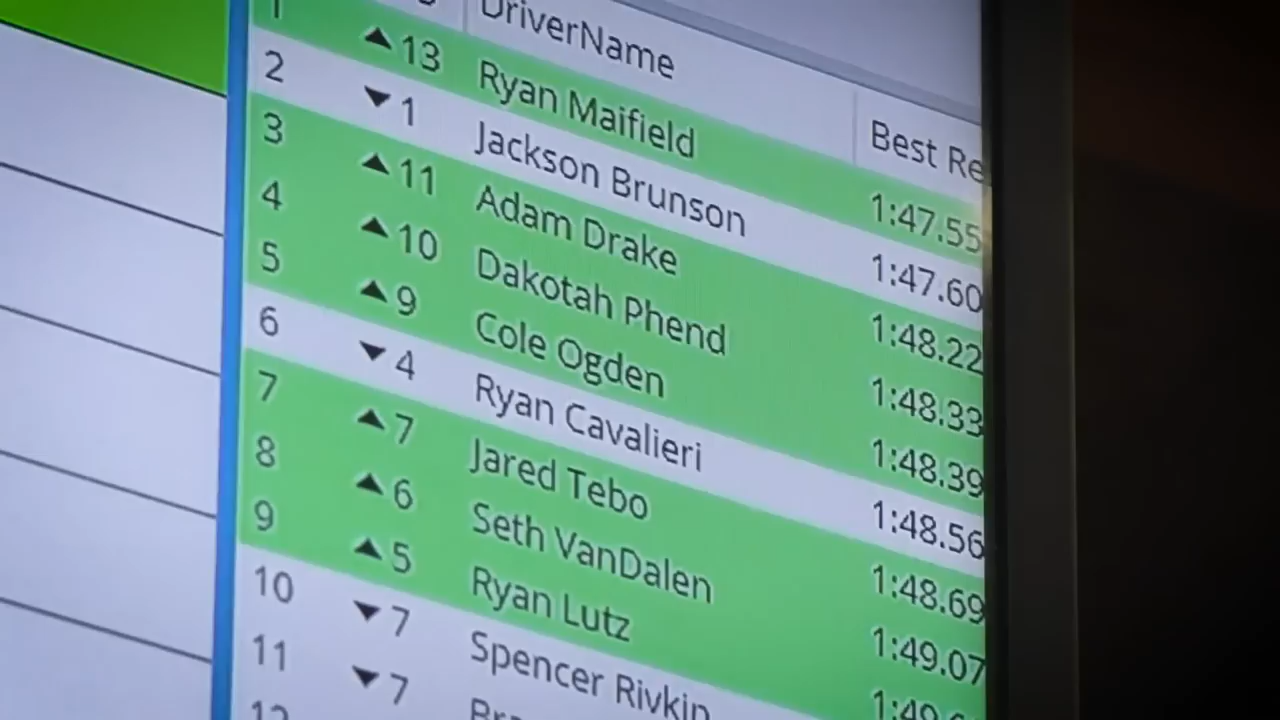 DriverName Best Re
1 ▲ 13 Ryan Maifield 1:47.55
2 ▼ 1 Jackson Brunson 1:47.60
3 ▲ 11 Adam Drake 1:48.22
4 ▲ 10 Dakotah Phend 1:48.33
5 ▲ 9 Cole Ogden 1:48.39
6 ▼ 4 Ryan Cavalieri 1:48.56
7 ▲ 7 Jared Tebo 1:48.69
8 ▲ 6 Seth VanDalen 1:49.07
9 ▲ 5 Ryan Lutz
10 ▼ 7 Spencer Rivkin
11 ▼ 7
12